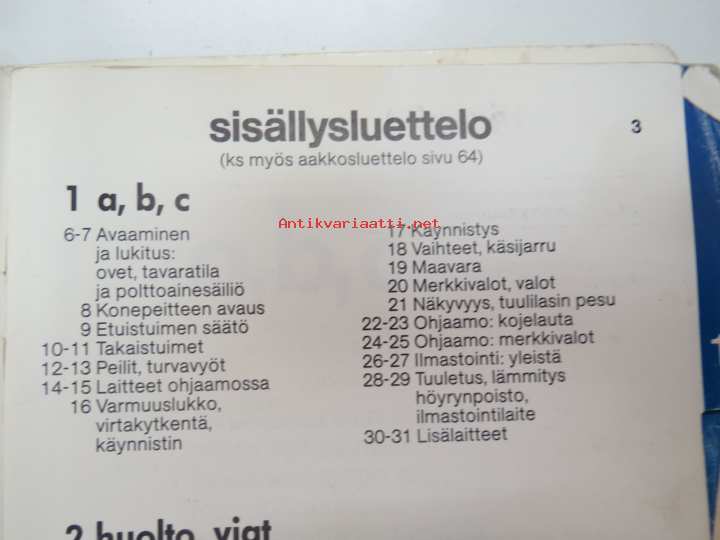 sisällysluettelo
3
(ks myös aakkosluettelo sivu 64)
1 a, b, c
6-7 Avaaminen
ja lukitus:
ovet, tavaratila
ja polttoainesäiliö
8 Konepeitteen avaus
9 Etuistuimen säätö
10-11 Takaistuimet
12-13 Peilit, turvavyöt
14-15 Laitteet ohjaamossa
16 Varmuuslukko,
virtakytkentä,
käynnistin
Antikvariaatti.net
17 Käynnistys
18 Vaihteet, käsijarru
19 Maavara
20 Merkkivalot, valot
21 Näkyvyys, tuulilasin pesu
22-23 Ohjaamo: kojelauta
24-25 Ohjaamo: merkkivalot
26-27 Ilmastointi: yleistä
28-29 Tuuletus, lämmitys
höyrynpoisto,
ilmastointilaite
30-31 Lisälaitteet
2 huolto, viat